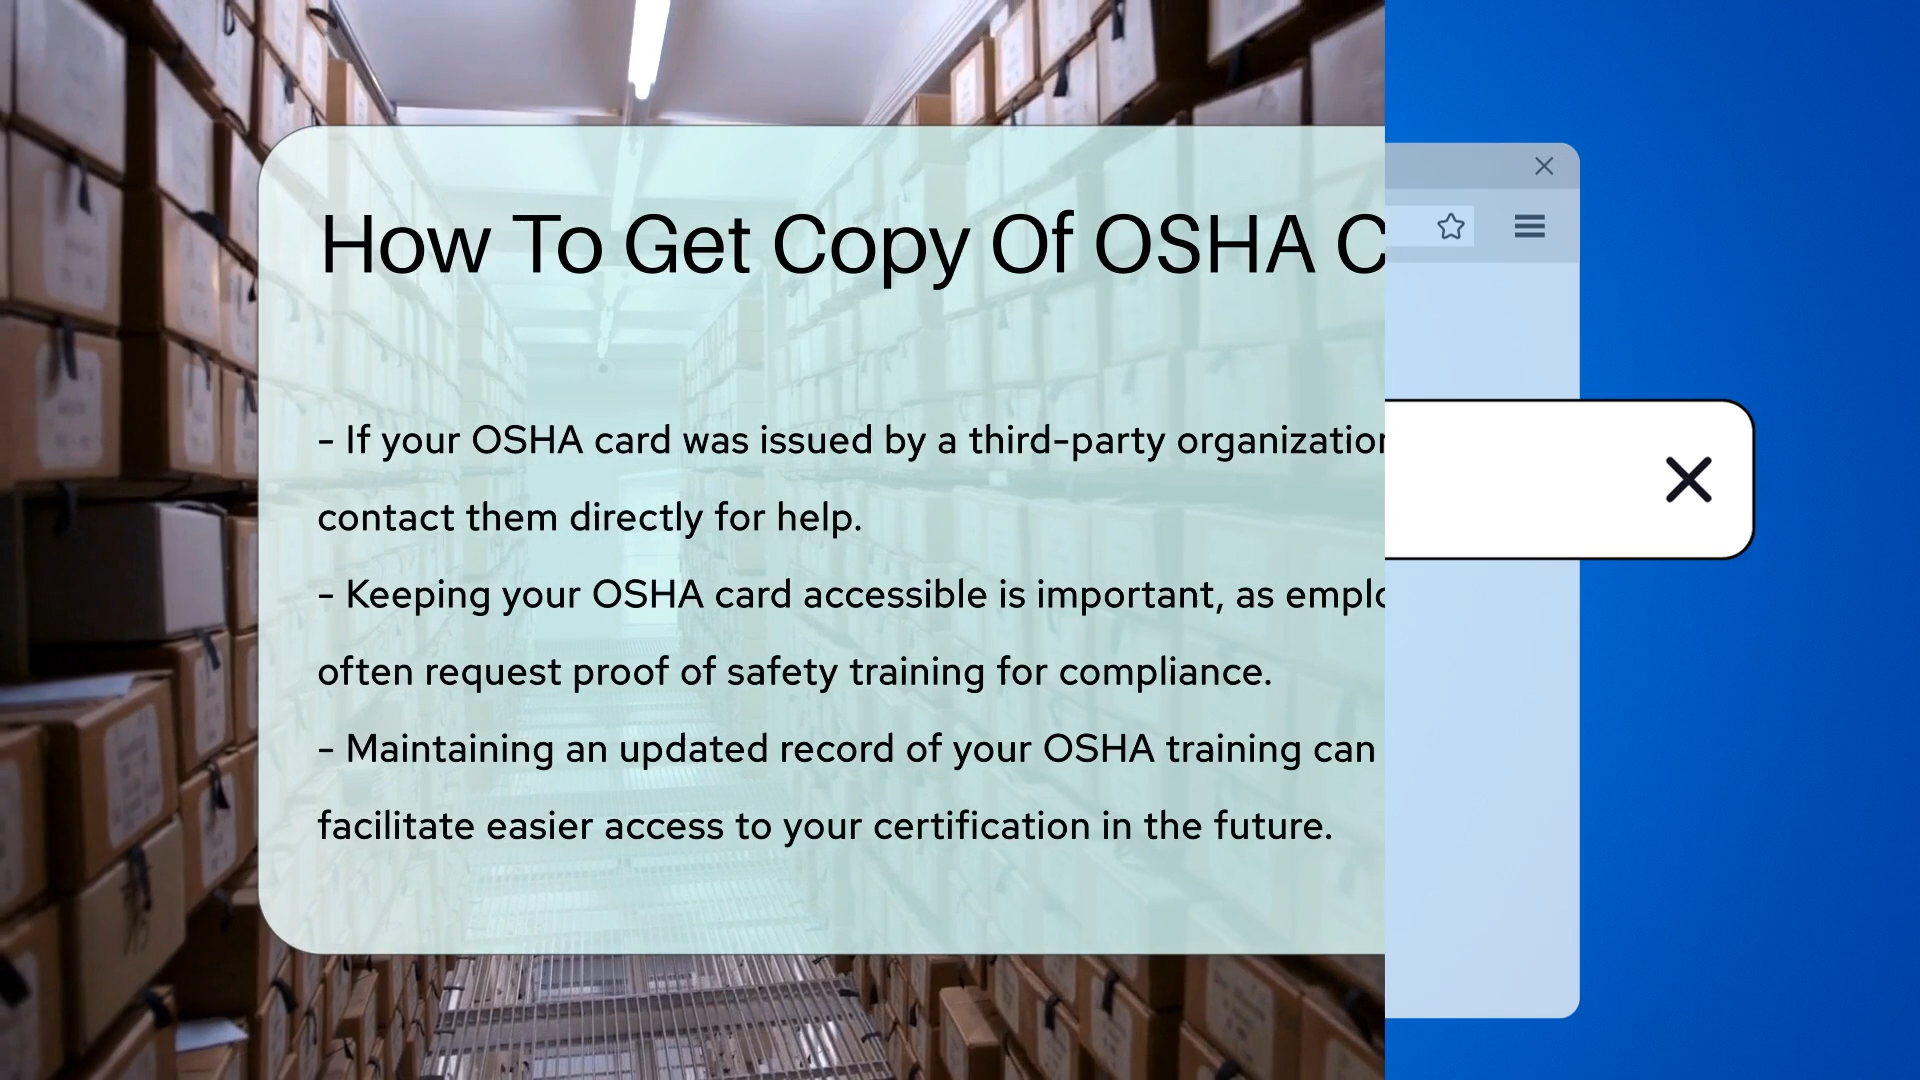 How To Get Copy Of OSHA C
- If your OSHA card was issued by a third-party organization
contact them directly for help.
- Keeping your OSHA card accessible is important, as emplo
often request proof of safety training for compliance.
- Maintaining an updated record of your OSHA training can
facilitate easier access to your certification in the future.